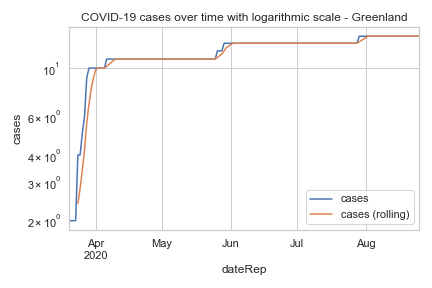 COVID-19 cases over time with logarithmic scale - Greenland
cases
10¹
6 × 10⁰
4 × 10⁰
3 × 10⁰
2 × 10⁰
Apr
2020
May
Jun
Jul
Aug
dateRep
cases
cases (rolling)